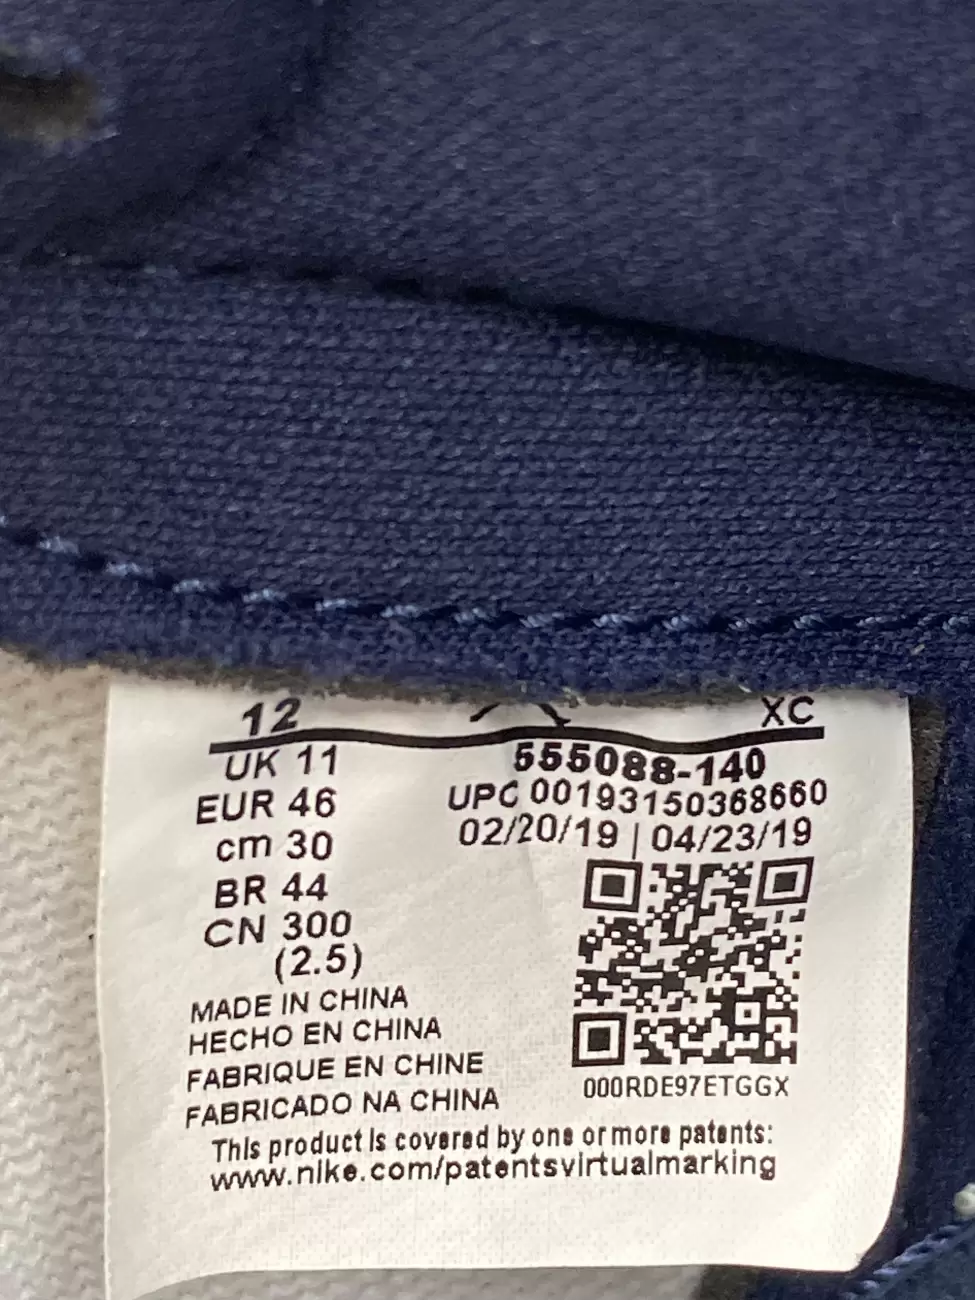 12 XC
UK 11 555088-140
EUR 46 UPC 00193150368660
cm 30 02/20/19 | 04/23/19
BR 44
CN 300
(2.5)
MADE IN CHINA
HECHO EN CHINA
FABRIQUE EN CHINE
FABRICADO NA CHINA
000RDE97ETGGX
This product is covered by one or more patents:
www.nike.com/patentsvirtualmarking